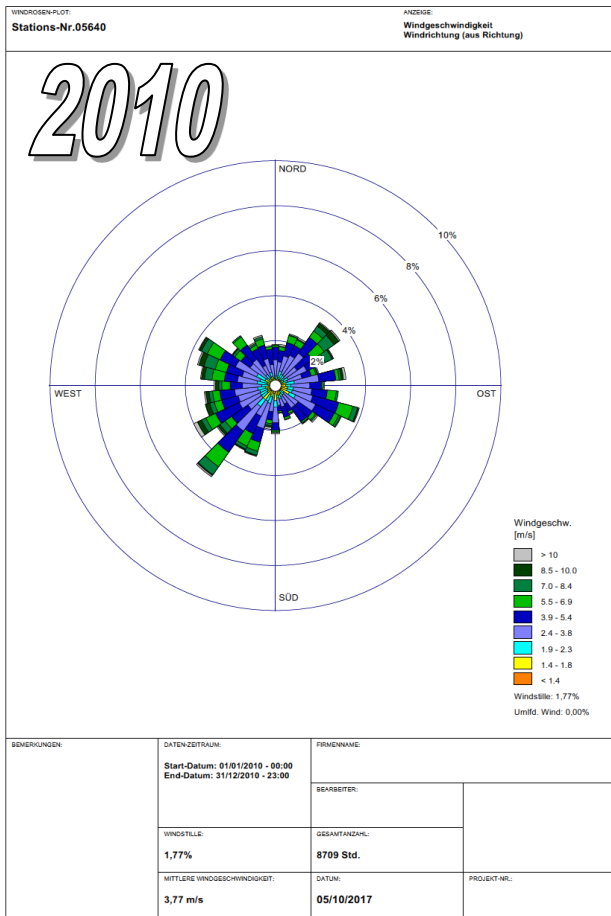 WINDROSEN-PLOT:
Stations-Nr.05640
ANZEIGE:
Windgeschwindigkeit
Windrichtung (aus Richtung)
2010
NORD
10%
8%
6%
4%
2%
WEST
OST
SÜD
Windgeschw.
[m/s]
> 10
8.5 - 10.0
7.0 - 8.4
5.5 - 6.9
3.9 - 5.4
2.4 - 3.8
1.9 - 2.3
1.4 - 1.8
< 1.4
Windstille: 1,77%
Umlfd. Wind: 0,00%
BEMERKUNGEN:
DATEN-ZEITRAUM:
Start-Datum: 01/01/2010 - 00:00
End-Datum: 31/12/2010 - 23:00
FIRMENNAME:
BEARBEITER:
WINDSTILLE:
1,77%
GESAMTANZAHL:
8709 Std.
MITTLERE WINDGESCHWINDIGKEIT:
3,77 m/s
DATUM:
05/10/2017
PROJEKT-NR.: